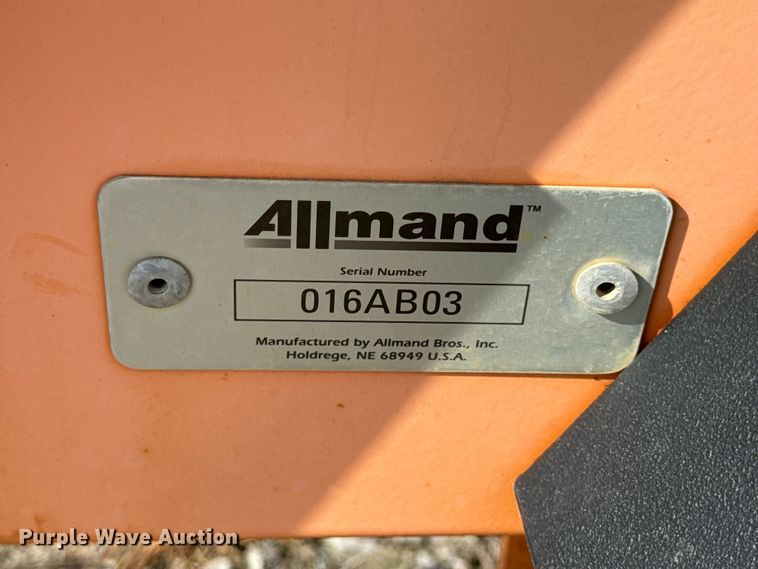 Allmand™
Serial Number
016AB03
Manufactured by Allmand Bros., Inc.
Holdrege, NE 68949 U.S.A.
Purple Wave Auction